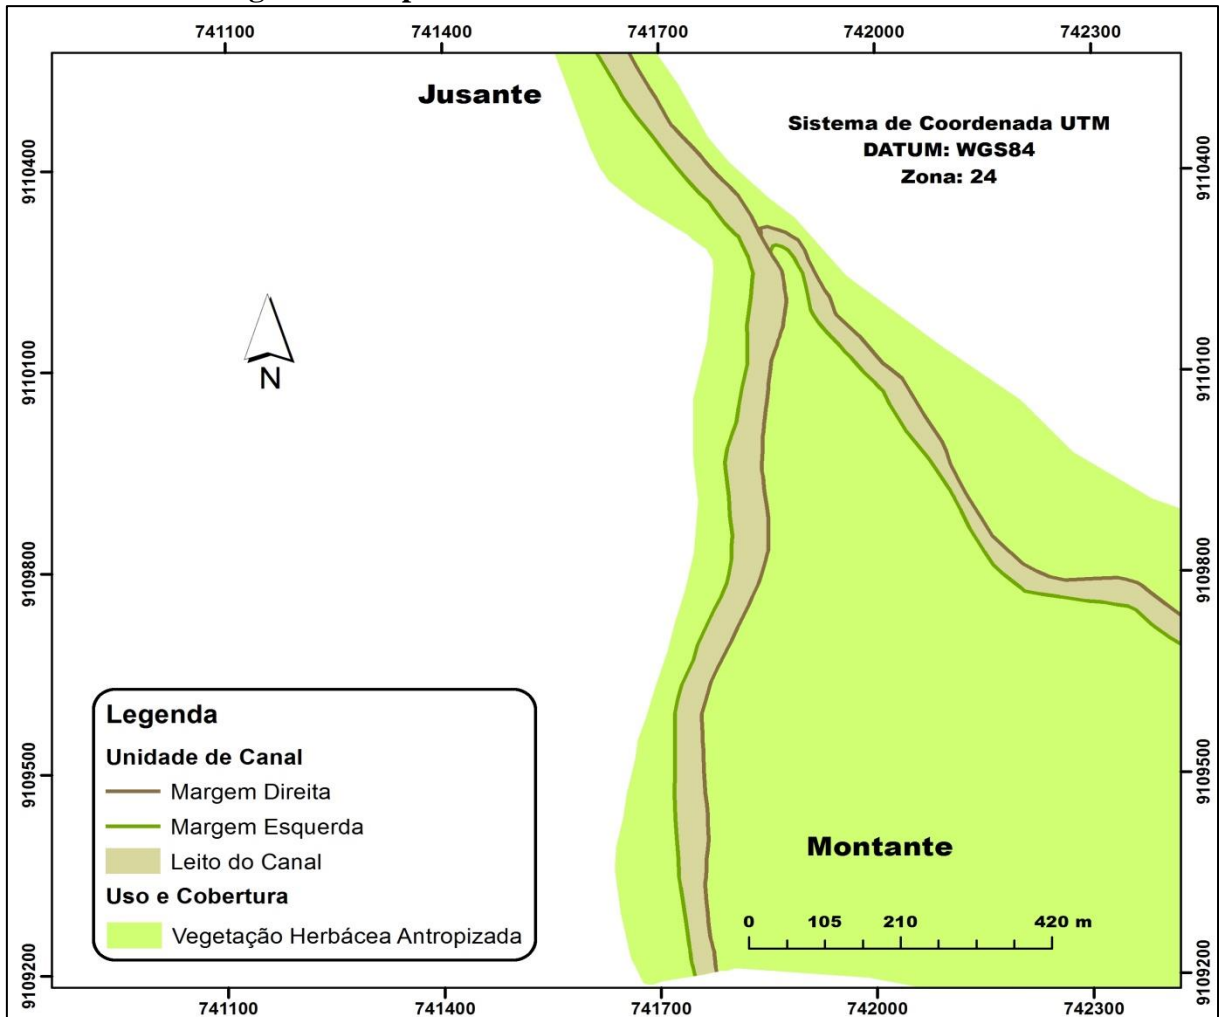 741100 741400 741700 742000 742300
Jusante
Sistema de Coordenada UTM
DATUM: WGS84
Zona: 24
9110400 9110400
N
9110100 9110100
9109800 9109800
Legenda
Unidade de Canal
Margem Direita
Margem Esquerda
Leito do Canal
Uso e Cobertura
Vegetação Herbácea Antropizada
9109500 9109500
Montante
0 105 210 420 m
9109200 9109200
741100 741400 741700 742000 742300